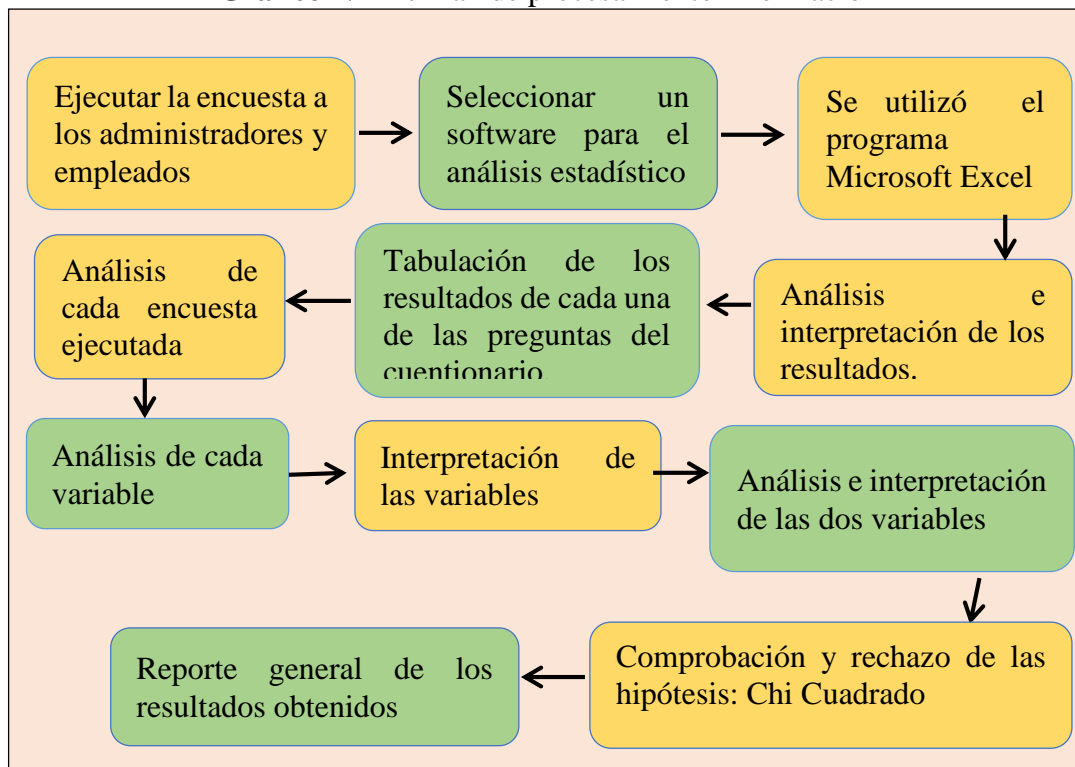 de procesamiento
Ejecutar la encuesta a
los administradores y
empleados
Seleccionar un
software para el
análisis estadístico
Se utilizó el
programa
Microsoft Excel
Análisis e
interpretación de los
resultados.
Tabulación de los
resultados de cada una
de las preguntas del
cuentionario.
Análisis de
cada encuesta
ejecutada
Análisis de cada
variable
Interpretación de
las variables
Análisis e interpretación
de las dos variables
Comprobación y rechazo de las
hipótesis: Chi Cuadrado
Reporte general de los
resultados obtenidos